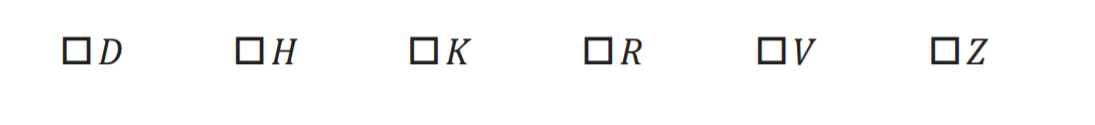 ☐ D ☐ H ☐ K ☐ R ☐ V ☐ Z